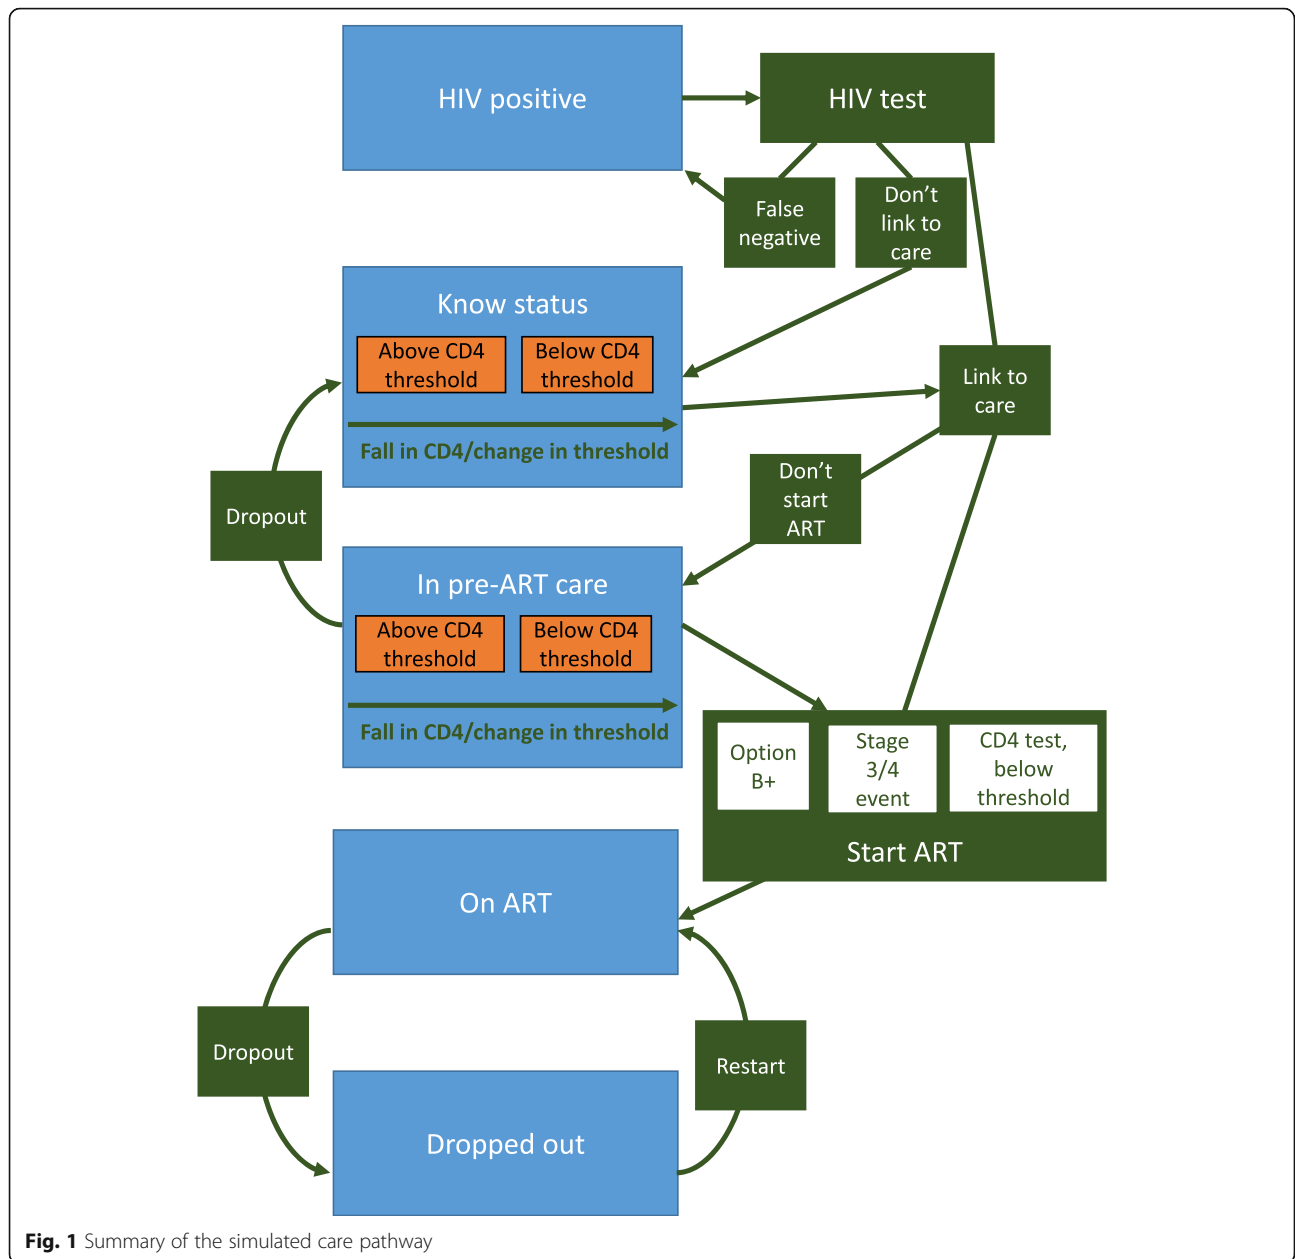 HIV positive
HIV test
False
negative
Don’t
link to
care
Know status
Above CD4
threshold
Below CD4
threshold
Fall in CD4/change in threshold
Link to
care
Don’t
start
ART
Dropout
In pre-ART care
Above CD4
threshold
Below CD4
threshold
Fall in CD4/change in threshold
Option
B+
Stage
3/4
event
CD4 test,
below
threshold
Start ART
On ART
Dropout
Restart
Dropped out
Fig. 1 Summary of the simulated care pathway